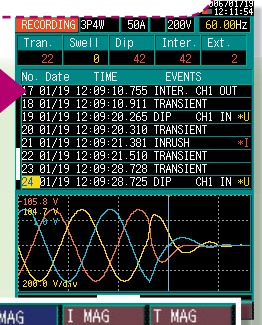 12:11:54
RECORDING 3P4W 50A 200V 60.00Hz
Tran. Swell Dip Inter. Ext.
22 0 42 42 2
No. Date TIME EVENTS
17 01/19 12:09:10.755 INTER. CH1 OUT
18 01/19 12:09:10.911 TRANSIENT
19 01/19 12:09:20.265 DIP CH1 IN *U
20 01/19 12:09:20.310 TRANSIENT
21 01/19 12:09:21.381 INRUSH *I
22 01/19 12:09:21.510 TRANSIENT
23 01/19 12:09:28.728 TRANSIENT
24 01/19 12:09:28.725 DIP CH1 IN *U
105.8 V
104.7 V
200.0 V/div
MAG I MAG T MAG